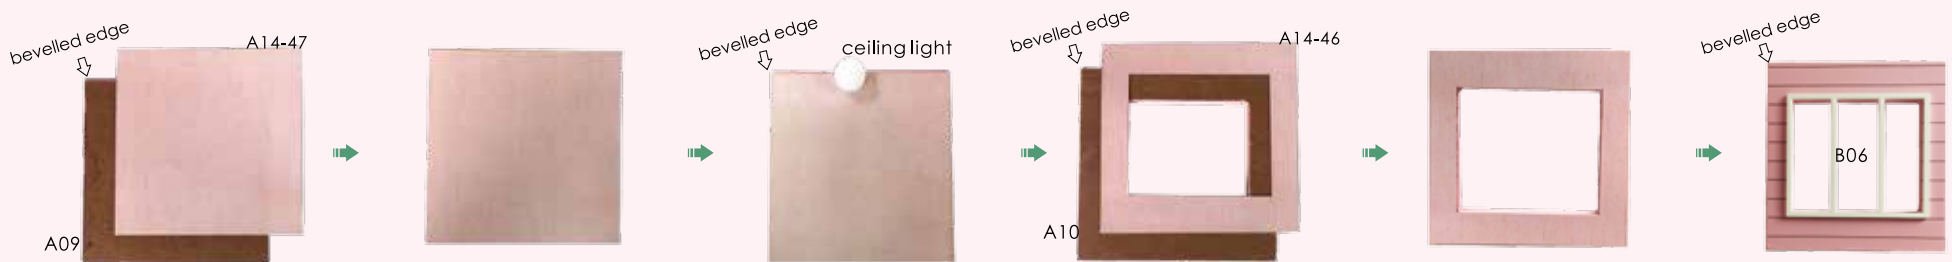 bevelled edge
A14-47
A09
bevelled edge
ceiling light
bevelled edge
A14-46
A10
bevelled edge
B06